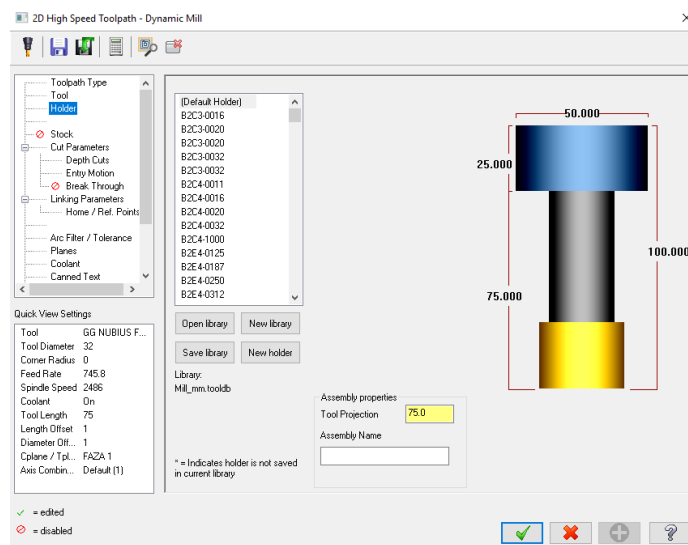 2D High Speed Toolpath - Dynamic Mill
Toolpath Type
Tool
Holder
Stock
Cut Parameters
Depth Cuts
Entry Motion
Break Through
Linking Parameters
Home / Ref. Points
Arc Filter / Tolerance
Planes
Coolant
Canned Text
Quick View Settings
Tool GG NUBIUS F...
Tool Diameter 32
Corner Radius 0
Feed Rate 745.8
Spindle Speed 2486
Coolant On
Tool Length 75
Length Offset 1
Diameter Off... 1
Cplane / Tpl... FAZA 1
Axis Combin... Default (1)
✓ = edited
= disabled
(Default Holder)
B2C3-0016
B2C3-0020
B2C3-0020
B2C3-0032
B2C3-0032
B2C4-0011
B2C4-0016
B2C4-0020
B2C4-0032
B2C4-1000
B2E4-0125
B2E4-0187
B2E4-0250
B2E4-0312
Open library New library
Save library New holder
Library:
Mill_mm.tooldb
* = Indicates holder is not saved
in current library
Assembly properties
Tool Projection 75.0
Assembly Name
50.000
25.000
100.000
75.000